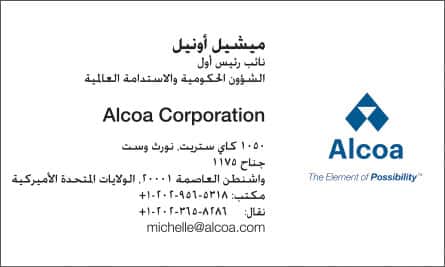 ميشيل أونيل
نائب رئيس أول
الشؤون الحكومية والاستدامة العالمية
Alcoa Corporation
١٠٥٠ كاي ستريت، نورث وست
جناح ١١٧٥
واشنطن العاصمة ٢٠٠٠١، الولايات المتحدة الأميركية
مكتب: ٥٣١٨-٩٥٦-٢٠٢-١+
نقال: ٨٢٨٦-٣٦٥-٢٠٢-١+
michelle@alcoa.com
Alcoa
The Element of Possibility™